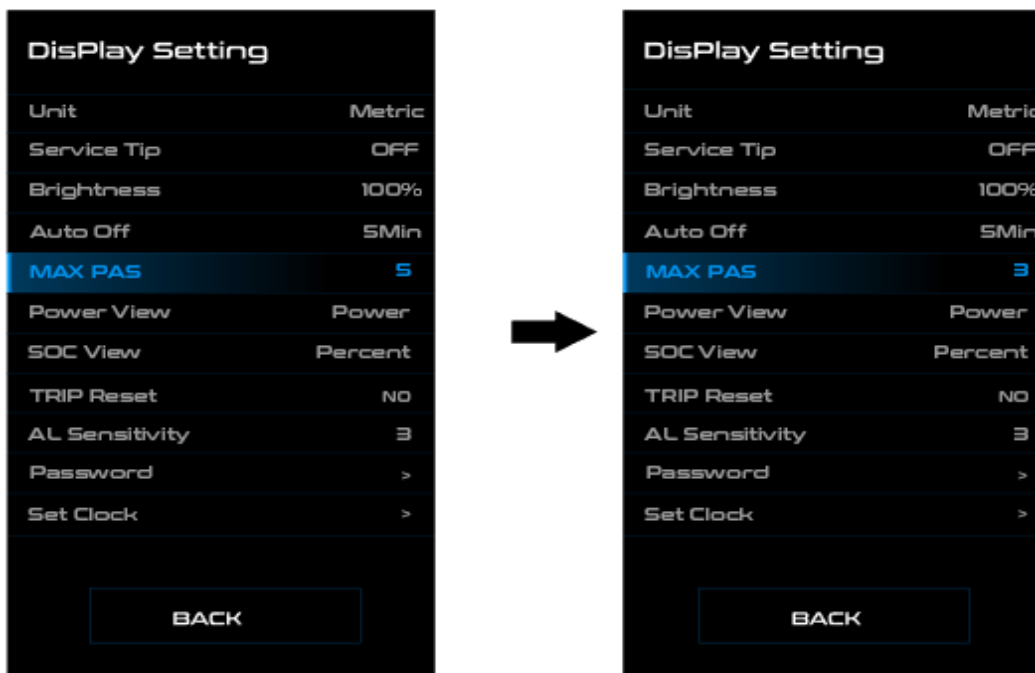 DisPlay Setting
Unit Metric
Service Tip OFF
Brightness 100%
Auto Off 5Min
MAX PAS 5
Power View Power
SOC View Percent
TRIP Reset NO
AL Sensitivity 3
Password >
Set Clock >
BACK
DisPlay Setting
Unit Metric
Service Tip OFF
Brightness 100%
Auto Off 5Min
MAX PAS 3
Power View Power
SOC View Percent
TRIP Reset NO
AL Sensitivity 3
Password >
Set Clock >
BACK